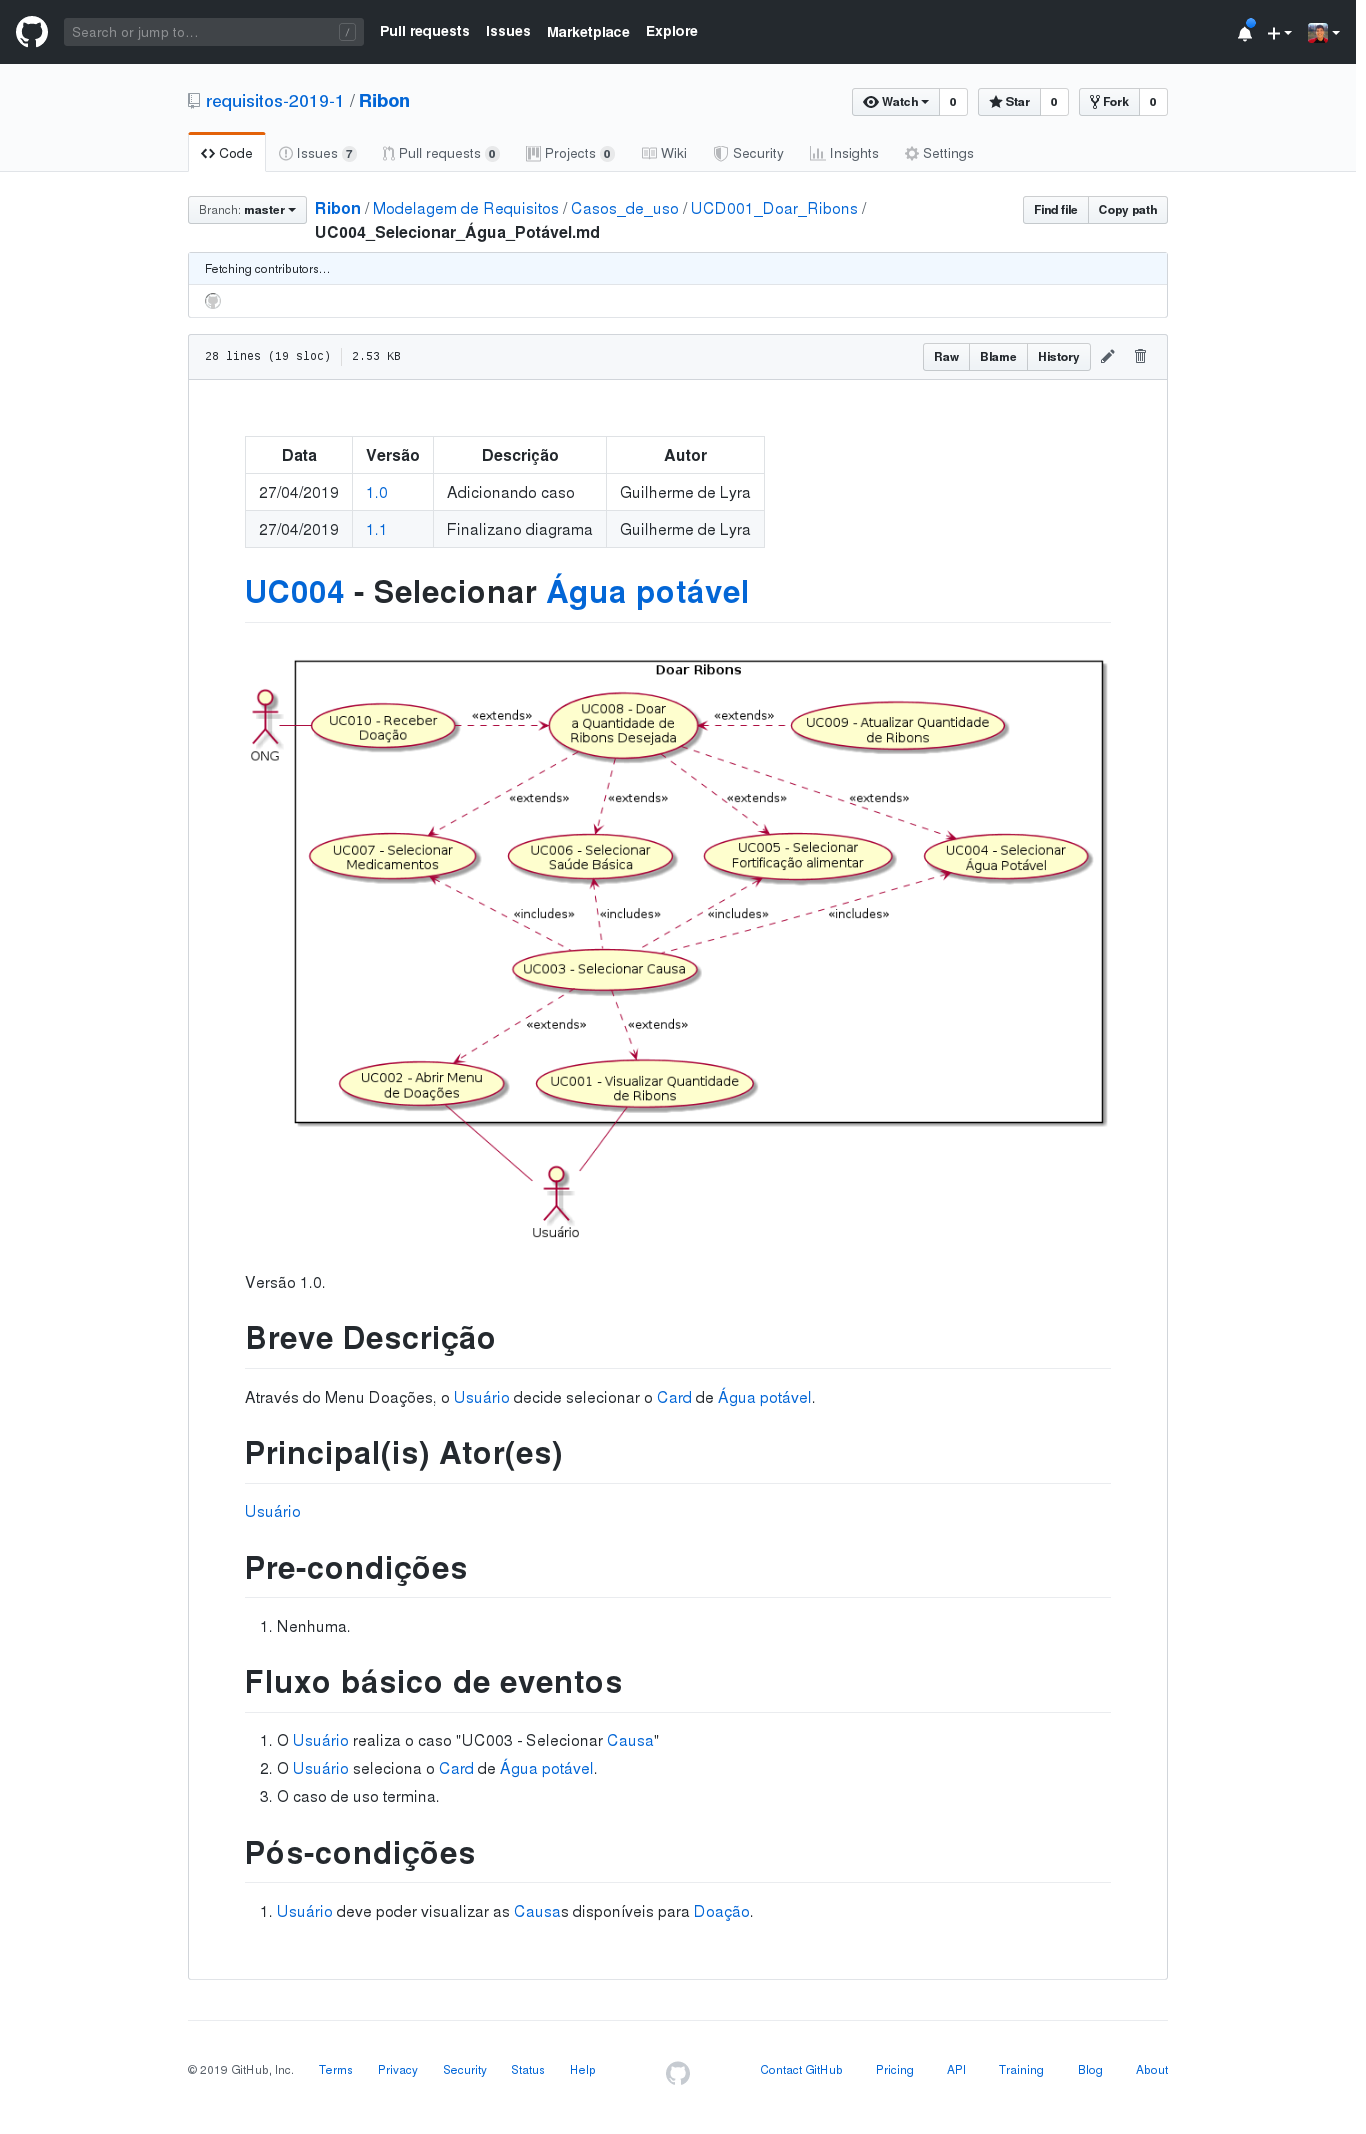 Search or jump to…
/
Pull requests Issues Marketplace Explore
requisitos-2019-1 / Ribon
Watch 0 Star 0 Fork 0
Code Issues 7 Pull requests 0 Projects 0 Wiki Security Insights Settings
Branch: master
Ribon / Modelagem de Requisitos / Casos_de_uso / UCD001_Doar_Ribons /
UC004_Selecionar_Água_Potável.md
Find file Copy path
Fetching contributors…
28 lines (19 sloc) 2.53 KB
Raw Blame History
Data Versão Descrição Autor
27/04/2019 1.0 Adicionando caso Guilherme de Lyra
27/04/2019 1.1 Finalizano diagrama Guilherme de Lyra
UC004 - Selecionar Água potável
Doar Ribons
ONG
UC010 - Receber
Doação
«extends»
UC008 - Doar
a Quantidade de
Ribons Desejada
«extends»
UC009 - Atualizar Quantidade
de Ribons
«extends» «extends» «extends» «extends»
UC007 - Selecionar
Medicamentos
UC006 - Selecionar
Saúde Básica
UC005 - Selecionar
Fortificação alimentar
UC004 - Selecionar
Água Potável
«includes» «includes» «includes» «includes»
UC003 - Selecionar Causa
«extends» «extends»
UC002 - Abrir Menu
de Doações
UC001 - Visualizar Quantidade
de Ribons
Usuário
Versão 1.0.
Breve Descrição
Através do Menu Doações, o Usuário decide selecionar o Card de Água potável.
Principal(is) Ator(es)
Usuário
Pre-condições
1. Nenhuma.
Fluxo básico de eventos
1. O Usuário realiza o caso "UC003 - Selecionar Causa"
2. O Usuário seleciona o Card de Água potável.
3. O caso de uso termina.
Pós-condições
1. Usuário deve poder visualizar as Causas disponíveis para Doação.
© 2019 GitHub, Inc. Terms Privacy Security Status Help Contact GitHub Pricing API Training Blog About